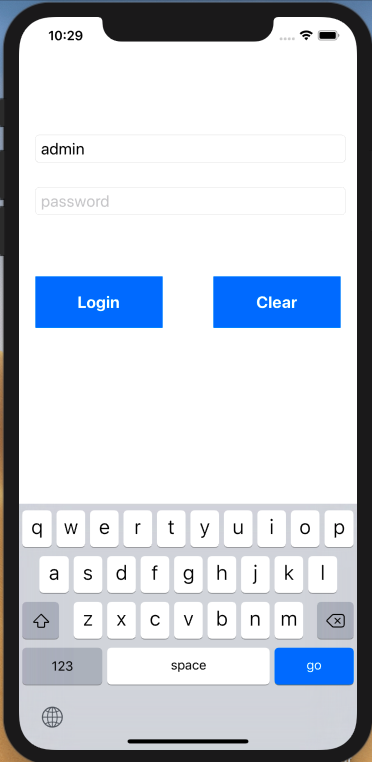 10:29
admin
password
Login Clear
q w e r t y u i o p
a s d f g h j k l
z x c v b n m
123 space go